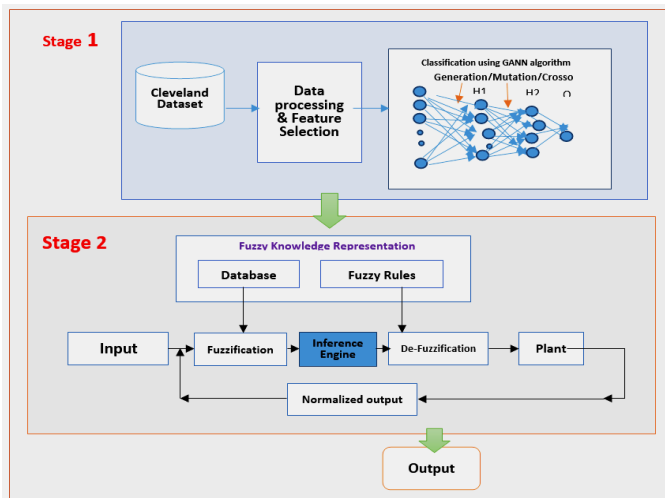 Stage 1
Classification using GANN algorithm
Generation/Mutation/Crosso
H1
H2
Cleveland
Dataset
Data
processing
& Feature
Selection
Stage 2
Fuzzy Knowledge Representation
Database
Fuzzy Rules
Input
Fuzzification
Inference
Engine
De-Fuzzification
Plant
Normalized output
Output